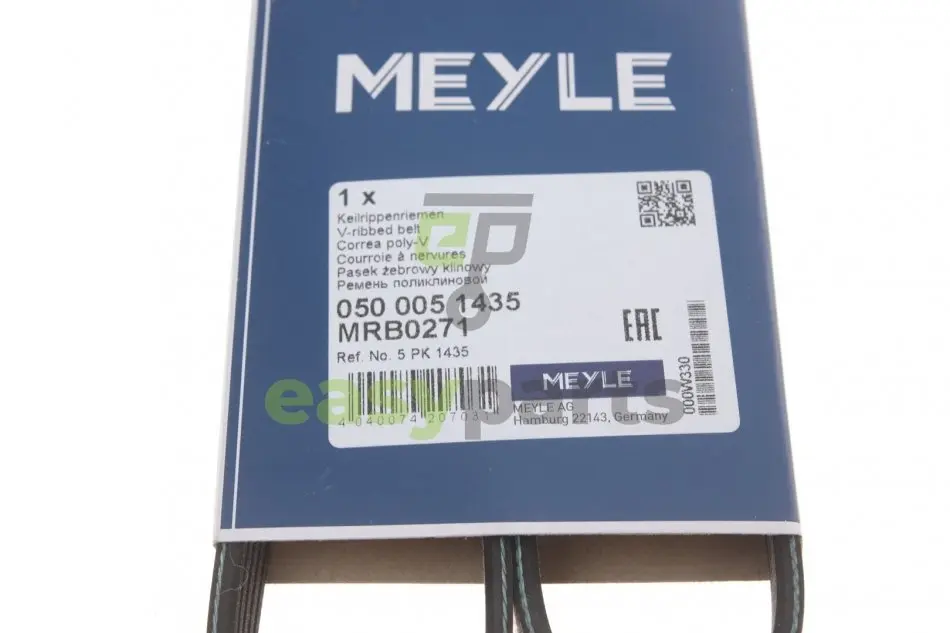 MEYLE
1 x
Keilrippenriemen
V-ribbed belt
Correa poly-V
Courroie à nervures
Pasek żebrowy klinowy
Ремень поликлиновой
050 005 1435
MRB0271
Ref. No. 5 PK 1435
EAC
MEYLE
MEYLE AG
Hamburg 22143, Germany
4 040074 207031
000W330
easyparts